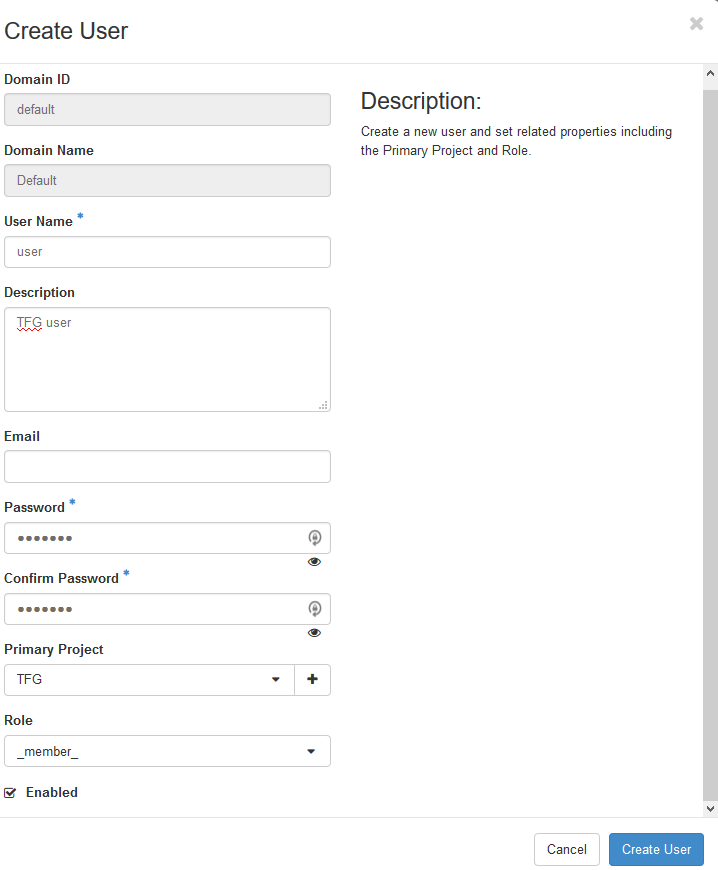 Create User
Domain ID
default
Domain Name
Default
User Name *
user
Description
TFG user
Email
Password *
•••••••
Confirm Password *
•••••••
Primary Project
TFG
Role
_member_
Enabled
Description:
Create a new user and set related properties including
the Primary Project and Role.
Cancel
Create User